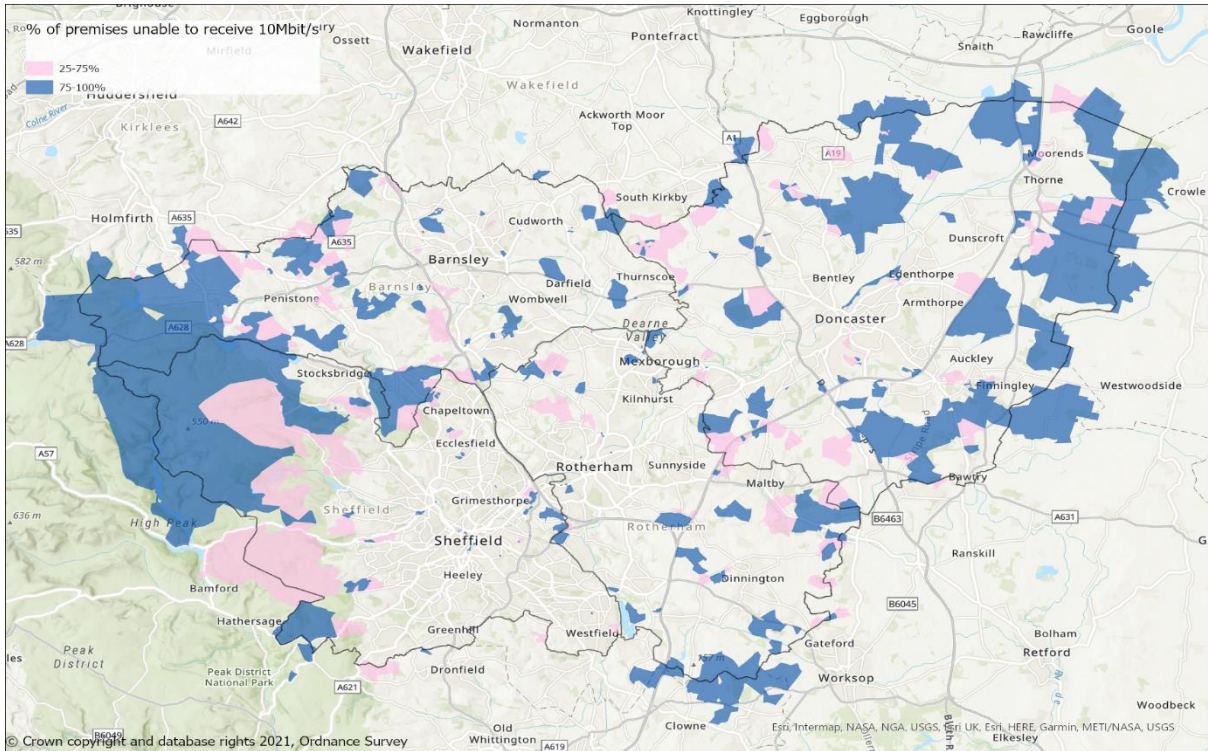 % of premises unable to receive 10Mbit/s
25-75%
75-100%
Knottingley
Eggborough
Rawcliffe
Goole
Snaith
Normanton
Ossett
Pontefract
Wakefield
Mirfield
Wakefield
Huddersfield
Colne River
Kirklees
A642
Ackworth Moor
Top
A1
A19
Moorends
Thorne
Crowle
South Kirkby
Holmfirth
A635
A635
Cudworth
Dunscroft
582 m
Barnsley
Thurnscoe
Bentley
Edenthorpe
Darfield
Penistone
Barnsley
Wombwell
Armthorpe
Doncaster
A628
A628
Dearne
Valley
Mexborough
Auckley
Stocksbridge
Finningley
Westwoodside
Kilnhurst
Chapeltown
550 m
Ecclesfield
A57
Rotherham
Sunnyside
Maltby
Bawtry
Grimesthorpe
Sheffield
636 m
High Peak
Rotherham
B6463
A631
Sheffield
Ranskill
Heeley
Dinnington
Bamford
B6045
Hathersage
Greenhill
Westfield
Bolham
Gateford
Retford
Peak
District
Peak District
National Park
Dronfield
157 m
A621
Worksop
Woodbeck
Clowne
Old
Whittington
A619
B6049
Elkesley
Esri, Intermap, NASA, NGA, USGS, Esri UK, Esri, HERE, Garmin, METI/NASA, USGS
© Crown copyright and database rights 2021, Ordnance Survey